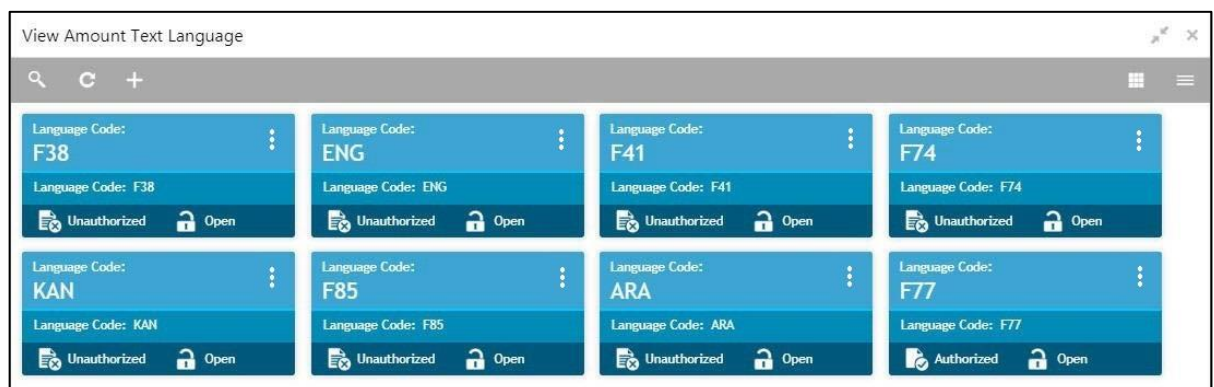 View Amount Text Language
Language Code:
F38
Language Code: F38
Unauthorized Open
Language Code:
ENG
Language Code: ENG
Unauthorized Open
Language Code:
F41
Language Code: F41
Unauthorized Open
Language Code:
F74
Language Code: F74
Unauthorized Open
Language Code:
KAN
Language Code: KAN
Unauthorized Open
Language Code:
F85
Language Code: F85
Unauthorized Open
Language Code:
ARA
Language Code: ARA
Unauthorized Open
Language Code:
F77
Language Code: F77
Authorized Open